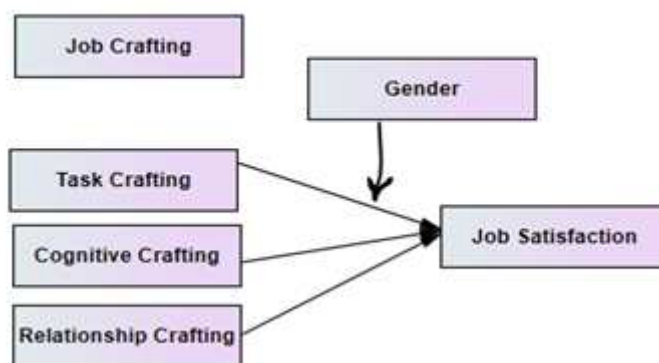 Job Crafting
Gender
Task Crafting
Cognitive Crafting
Job Satisfaction
Relationship Crafting